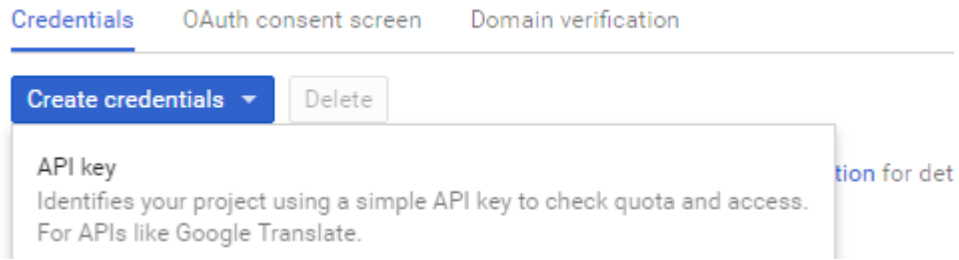 Credentials OAuth consent screen Domain verification
Create credentials Delete
API key
Identifies your project using a simple API key to check quota and access.
tion for det
For APIs like Google Translate.